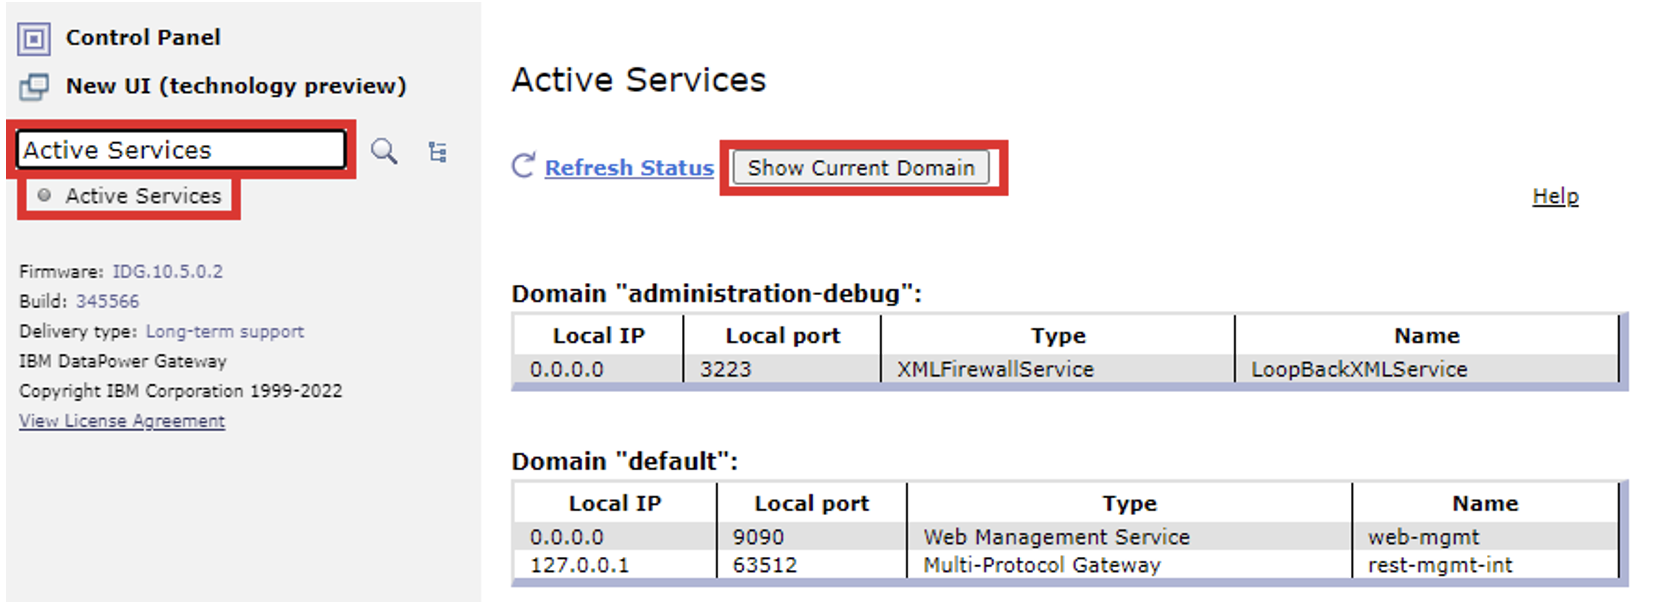 Control Panel
New UI (technology preview)
Active Services
Active Services
Firmware: IDG.10.5.0.2
Build: 345566
Delivery type: Long-term support
IBM DataPower Gateway
Copyright IBM Corporation 1999-2022
View License Agreement
Active Services
Refresh Status Show Current Domain
Help
Domain "administration-debug":
Local IP Local port Type Name
0.0.0.0 3223 XMLFirewallService LoopBackXMLService
Domain "default":
Local IP Local port Type Name
0.0.0.0 9090 Web Management Service web-mgmt
127.0.0.1 63512 Multi-Protocol Gateway rest-mgmt-int